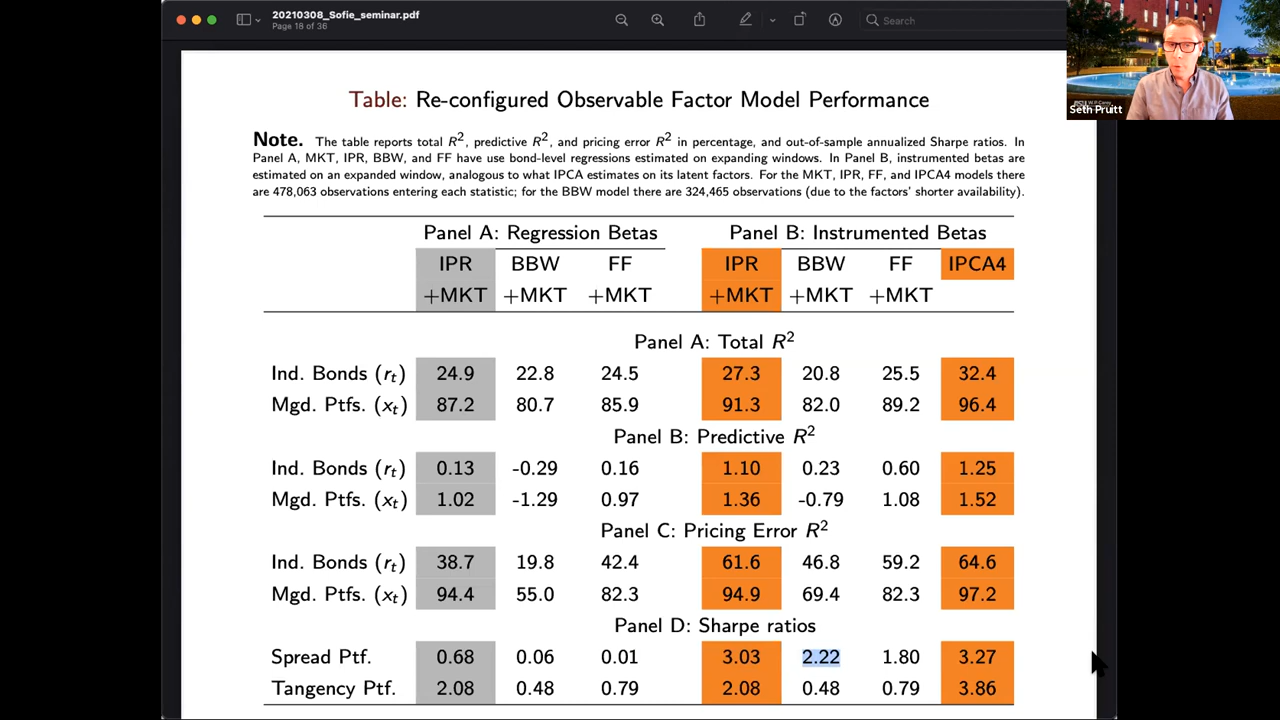 20210308_Sofie_seminar.pdf
Page 18 of 36
Search
Seth Pruitt
Table: Re-configured Observable Factor Model Performance
Note. The table reports total R², predictive R², and pricing error R² in percentage, and out-of-sample annualized Sharpe ratios. In
Panel A, MKT, IPR, BBW, and FF have use bond-level regressions estimated on expanding windows. In Panel B, instrumented betas are
estimated on an expanded window, analogous to what IPCA estimates on its latent factors. For the MKT, IPR, FF, and IPCA4 models there
are 478,063 observations entering each statistic; for the BBW model there are 324,465 observations (due to the factors' shorter availability).
Panel A: Regression Betas Panel B: Instrumented Betas
IPR BBW FF IPR BBW FF IPCA4
+MKT +MKT +MKT +MKT +MKT +MKT
Panel A: Total R²
Ind. Bonds (rₜ) 24.9 22.8 24.5 27.3 20.8 25.5 32.4
Mgd. Ptfs. (xₜ) 87.2 80.7 85.9 91.3 82.0 89.2 96.4
Panel B: Predictive R²
Ind. Bonds (rₜ) 0.13 -0.29 0.16 1.10 0.23 0.60 1.25
Mgd. Ptfs. (xₜ) 1.02 -1.29 0.97 1.36 -0.79 1.08 1.52
Panel C: Pricing Error R²
Ind. Bonds (rₜ) 38.7 19.8 42.4 61.6 46.8 59.2 64.6
Mgd. Ptfs. (xₜ) 94.4 55.0 82.3 94.9 69.4 82.3 97.2
Panel D: Sharpe ratios
Spread Ptf. 0.68 0.06 0.01 3.03 2.22 1.80 3.27
Tangency Ptf. 2.08 0.48 0.79 2.08 0.48 0.79 3.86